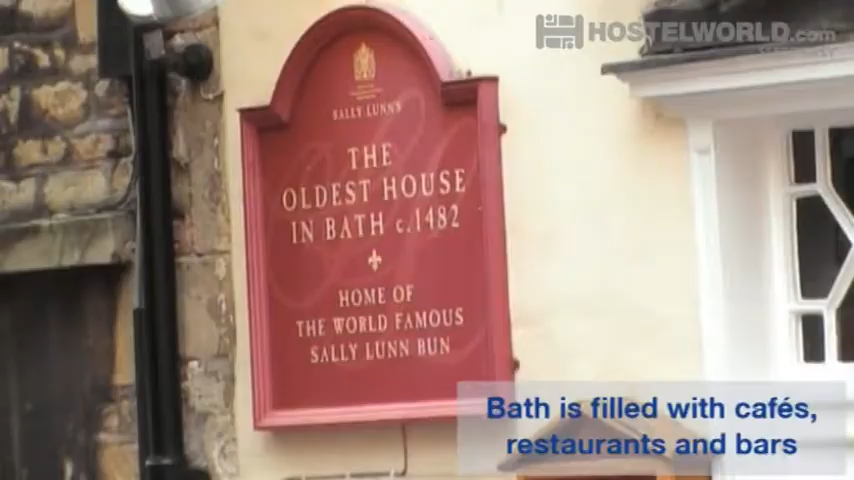 HOSTELWORLD.com
SALLY LUNN'S
THE
OLDEST HOUSE
IN BATH c.1482
HOME OF
THE WORLD FAMOUS
SALLY LUNN BUN
Bath is filled with cafés,
restaurants and bars